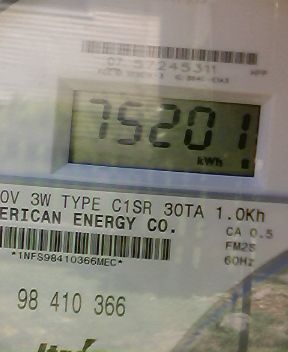 07 57245311
75201
kWh
0V 3W TYPE C1SR 30TA 1.0Kh
ERICAN ENERGY CO.
CA 0.5
FM2S
60Hz
*1NFS98410366MEC*
98 410 366